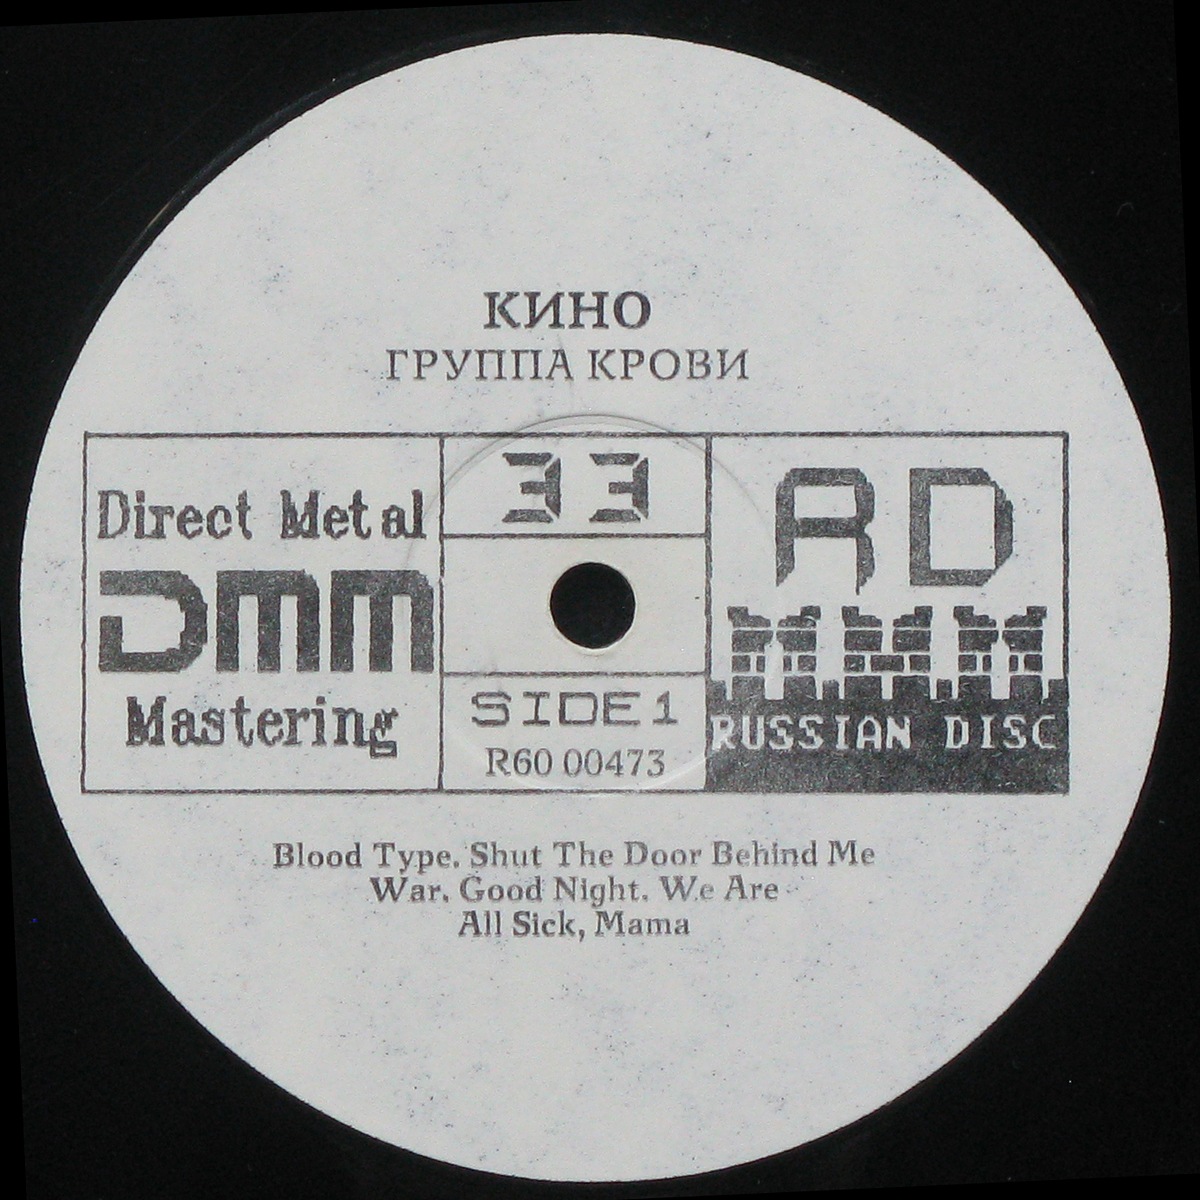 КИНО
ГРУППА КРОВИ
Direct Metal
DMM
Mastering
33
SIDE 1
R60 00473
RD
RUSSIAN DISC
Blood Type. Shut The Door Behind Me
War. Good Night. We Are
All Sick, Mama